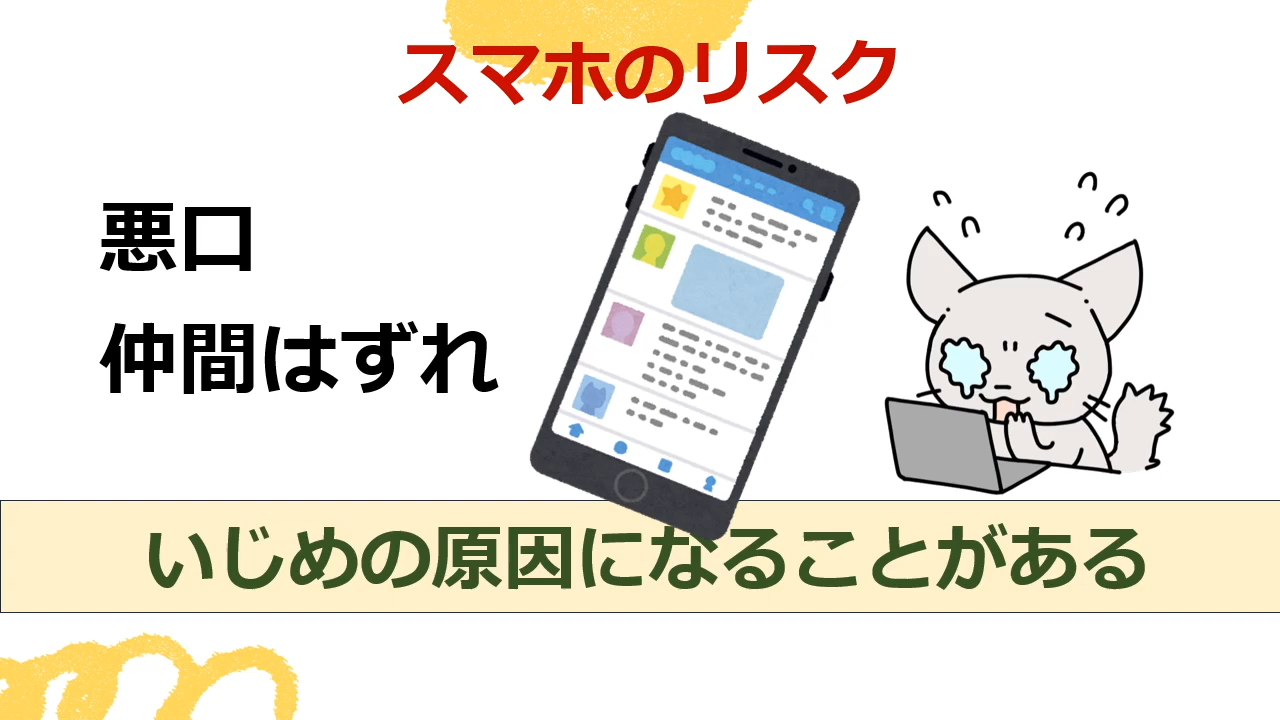 スマホのリスク
悪口
仲間はずれ
いじめの原因になることがある